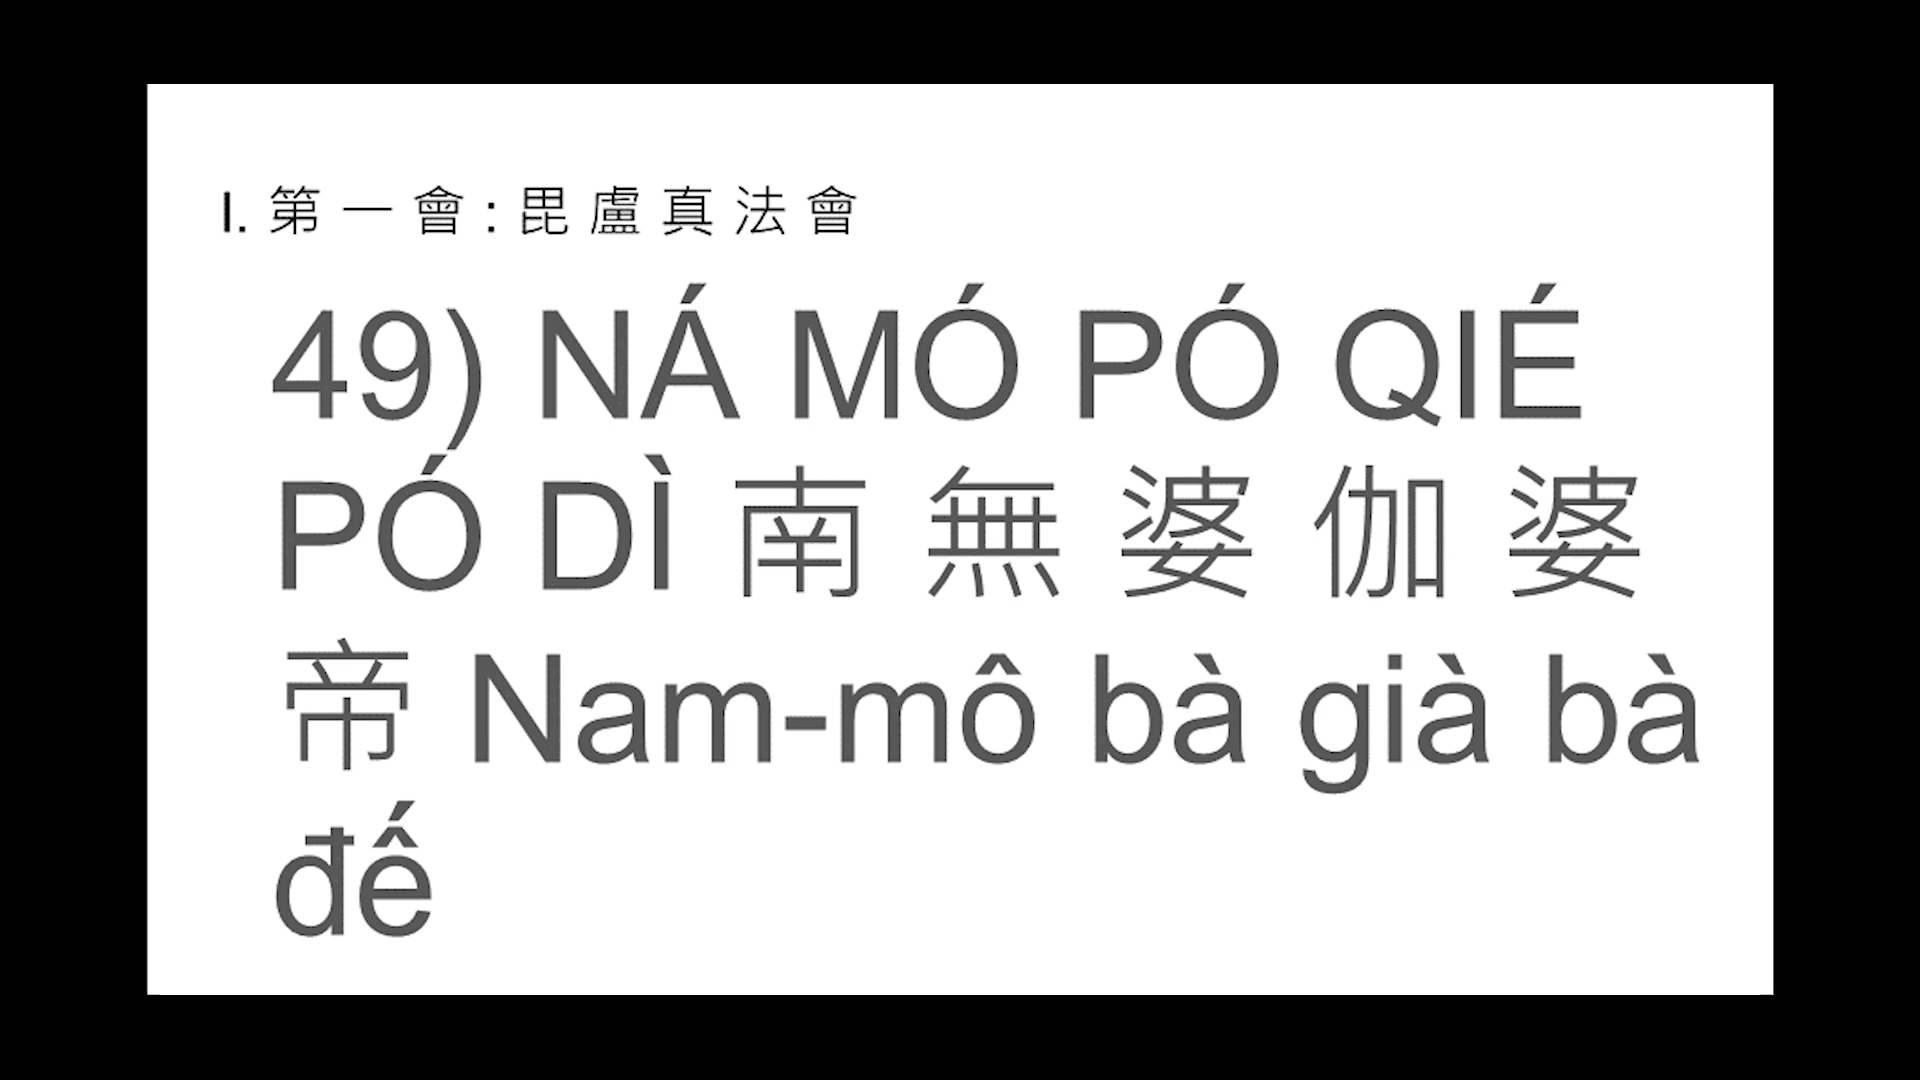 I. 第 一 會 : 毘 盧 真 法 會
49) NÁ MÓ PÓ QIÉ
PÓ DÌ 南 無 婆 伽 婆
帝 Nam-mô bà già bà
đế